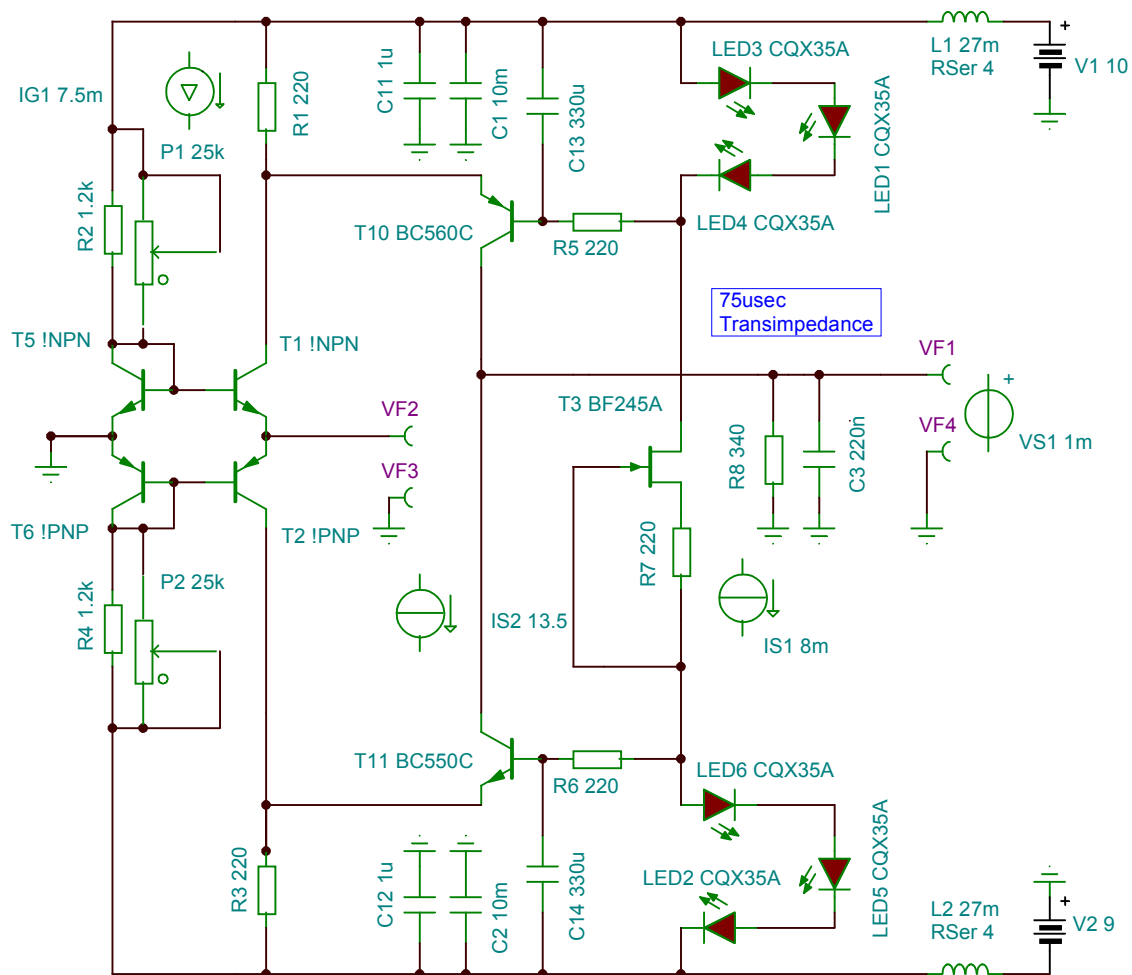 LED3 CQX35A
L1 27m
RSer 4
V1 10
IG1 7.5m
R1 220
C11 1u
C1 10m
C13 330u
LED1 CQX35A
P1 25k
R2 1.2k
T10 BC560C
R5 220
LED4 CQX35A
75usec
Transimpedance
T5 !NPN
T1 !NPN
VF1
VF2
T3 BF245A
VF4
VS1 1m
+
R8 340
C3 220n
VF3
T6 !PNP
T2 !PNP
P2 25k
R7 220
R4 1.2k
IS2 13.5
IS1 8m
T11 BC550C
R6 220
LED6 CQX35A
R3 220
C12 1u
C2 10m
C14 330u
LED2 CQX35A
LED5 CQX35A
L2 27m
RSer 4
V2 9
+
+